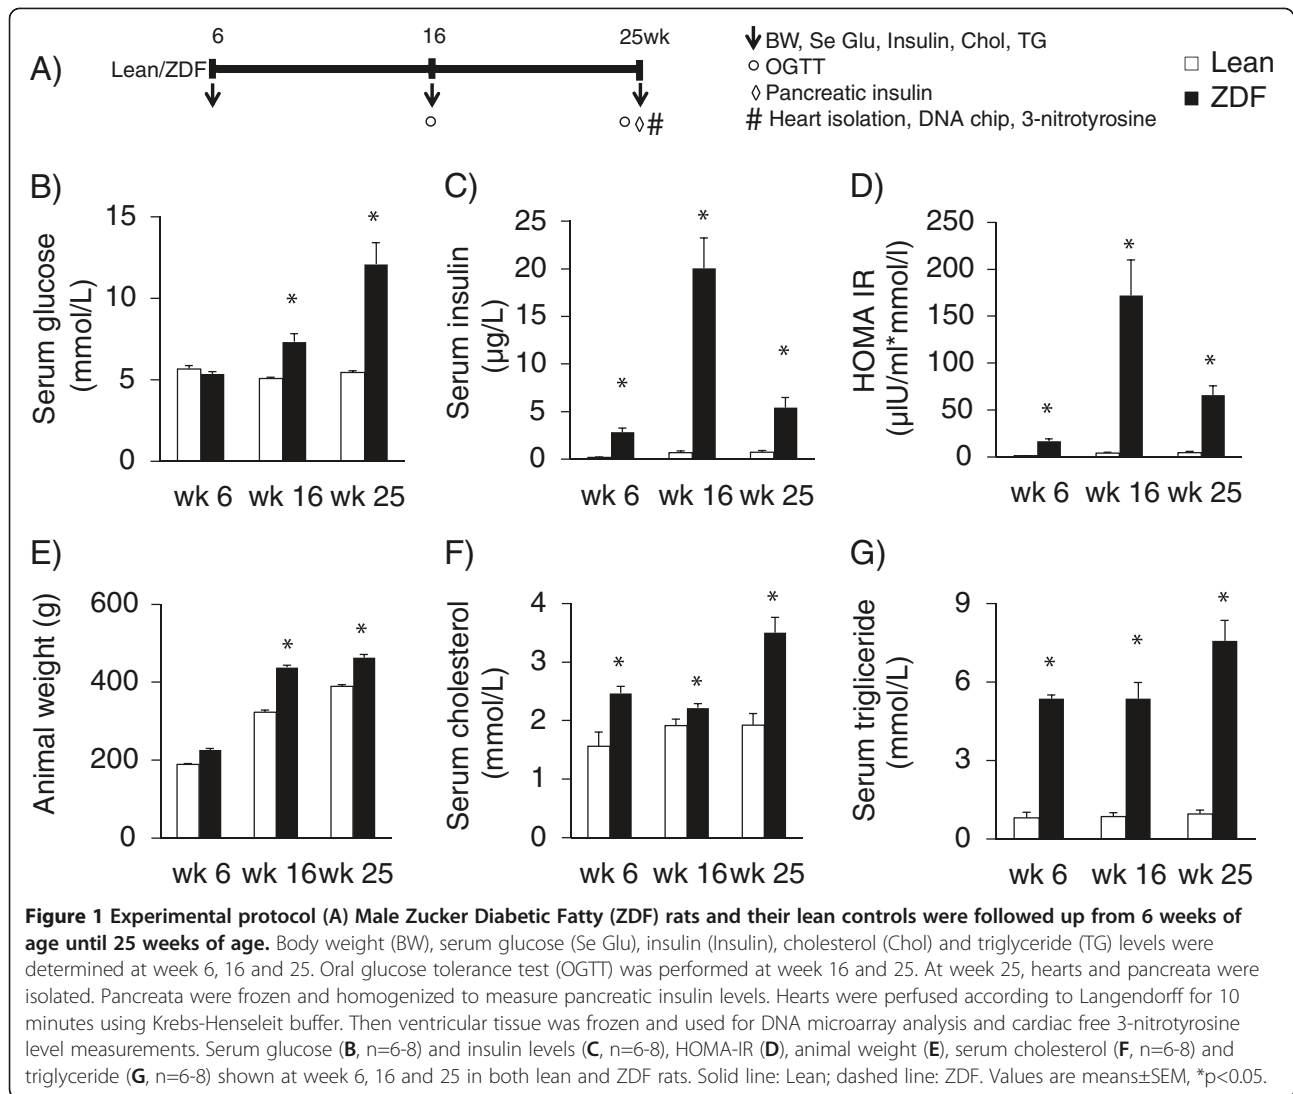 6 16 25wk
A) Lean/ZDF
BW, Se Glu, Insulin, Chol, TG
OGTT
Pancreatic insulin
# Heart isolation, DNA chip, 3-nitrotyrosine
#
Lean
ZDF
B)
Serum glucose
(mmol/L)
15
10
5
0
*
*
wk 6 wk 16 wk 25
C)
Serum insulin
(µg/L)
25
20
15
10
5
0
*
*
*
wk 6 wk 16 wk 25
D)
HOMA IR
(µIU/ml*mmol/l)
250
200
150
100
50
0
*
*
*
wk 6 wk 16 wk 25
E)
Animal weight (g)
600
400
200
0
*
*
wk 6 wk 16 wk 25
F)
Serum cholesterol
(mmol/L)
4
3
2
1
0
*
*
*
wk 6 wk 16 wk 25
G)
Serum trigliceride
(mmol/L)
9
6
3
0
*
*
*
wk 6 wk 16 wk 25
Figure 1 Experimental protocol (A) Male Zucker Diabetic Fatty (ZDF) rats and their lean controls were followed up from 6 weeks of
age until 25 weeks of age. Body weight (BW), serum glucose (Se Glu), insulin (Insulin), cholesterol (Chol) and triglyceride (TG) levels were
determined at week 6, 16 and 25. Oral glucose tolerance test (OGTT) was performed at week 16 and 25. At week 25, hearts and pancreata were
isolated. Pancreata were frozen and homogenized to measure pancreatic insulin levels. Hearts were perfused according to Langendorff for 10
minutes using Krebs-Henseleit buffer. Then ventricular tissue was frozen and used for DNA microarray analysis and cardiac free 3-nitrotyrosine
level measurements. Serum glucose (B, n=6-8) and insulin levels (C, n=6-8), HOMA-IR (D), animal weight (E), serum cholesterol (F, n=6-8) and
triglyceride (G, n=6-8) shown at week 6, 16 and 25 in both lean and ZDF rats. Solid line: Lean; dashed line: ZDF. Values are means±SEM, *p<0.05.